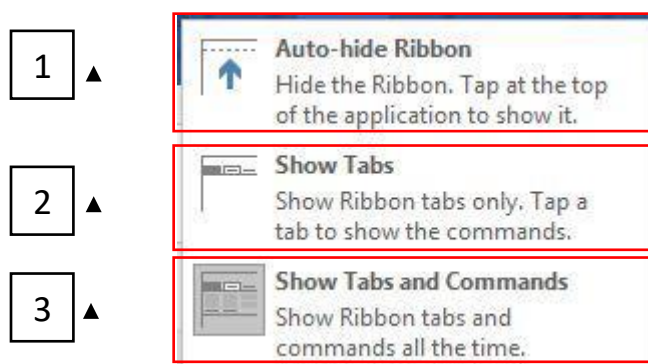 1 ▲
Auto-hide Ribbon
Hide the Ribbon. Tap at the top
of the application to show it.
2 ▲
Show Tabs
Show Ribbon tabs only. Tap a
tab to show the commands.
3 ▲
Show Tabs and Commands
Show Ribbon tabs and
commands all the time.